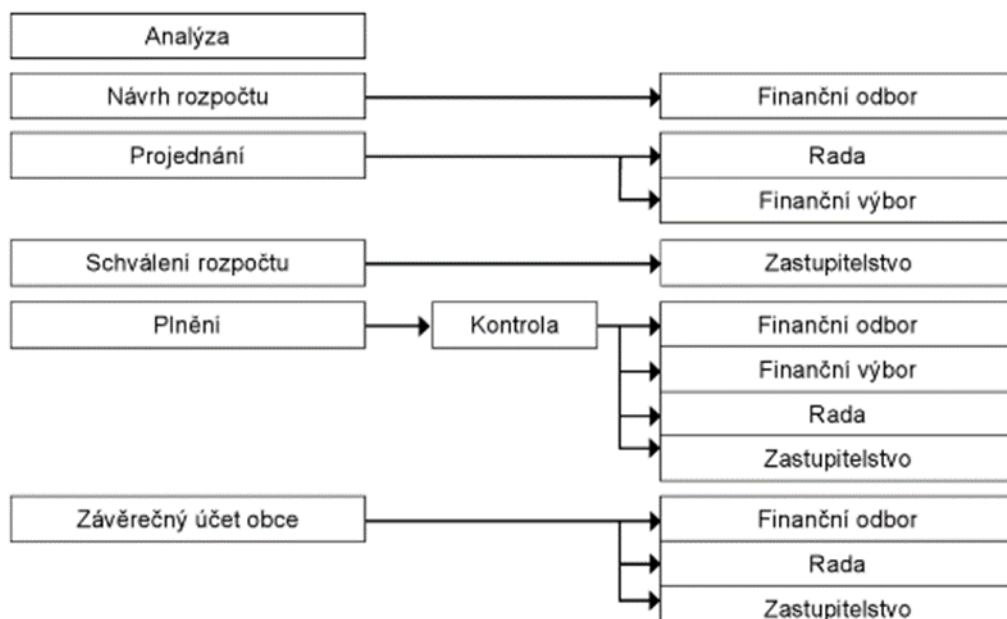 Analýza
Návrh rozpočtu
Finanční odbor
Projednání
Rada
Finanční výbor
Schválení rozpočtu
Zastupitelstvo
Plnění
Kontrola
Finanční odbor
Finanční výbor
Rada
Zastupitelstvo
Závěrečný účet obce
Finanční odbor
Rada
Zastupitelstvo